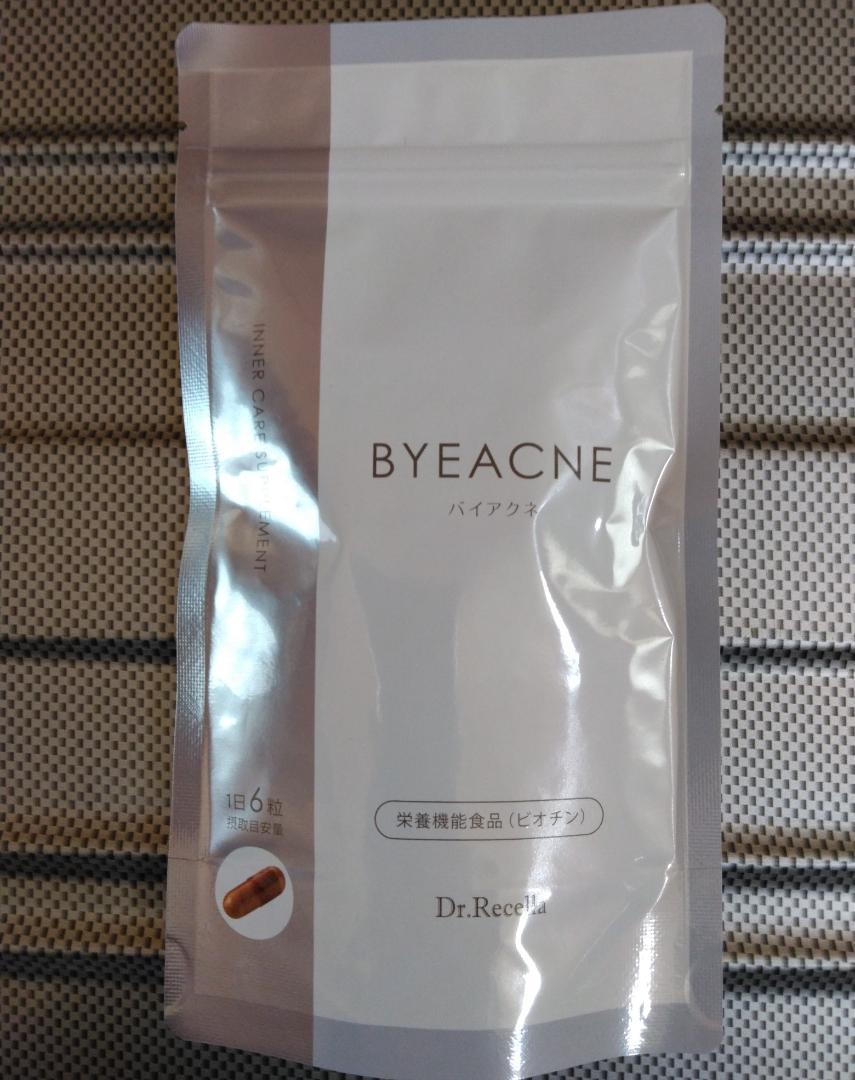 INNER CARE SUPPLEMENT
BYEACNE
バイアクネ
1日6粒
摂取目安量
栄養機能食品(ビオチン)
Dr.Recella